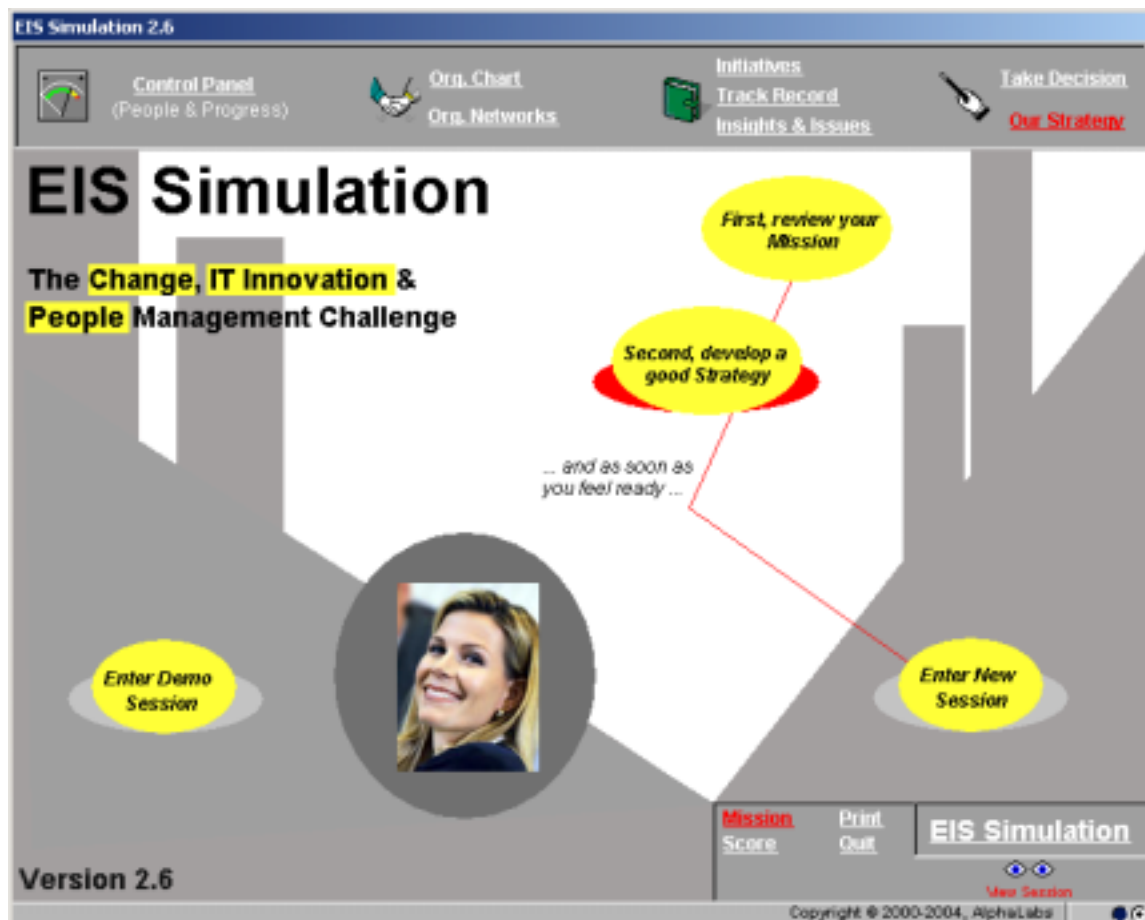 EIS Simulation 2.6
Control Panel
(People & Progress)
Org. Chart
Org. Networks
Initiatives
Track Record
Insights & Issues
Take Decision
Our Strategy
EIS Simulation
The Change, IT Innovation &
People Management Challenge
First, review your
Mission
Second, develop a
good Strategy
... and as soon as
you feel ready ...
Enter Demo
Session
Enter New
Session
Mission
Print
Score
Quit
EIS Simulation
View Session
Version 2.6
Copyright © 2000-2004, AlphaLabs